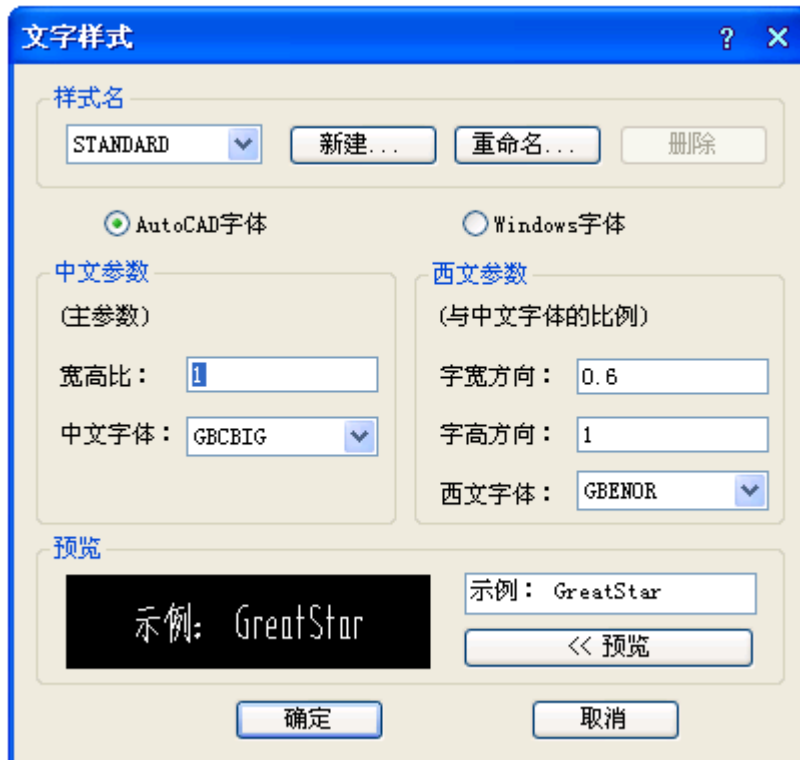 文字样式 ? ×
样式名
STANDARD 新建... 重命名... 删除
AutoCAD字体 Windows字体
中文参数 西文参数
(主参数) (与中文字体的比例)
宽高比： 1 字宽方向： 0.6
字高方向： 1
中文字体： GBCBIG
西文字体： GBENOR
预览
示例： GreatStar
示例： GreatStar
<< 预览
确定 取消